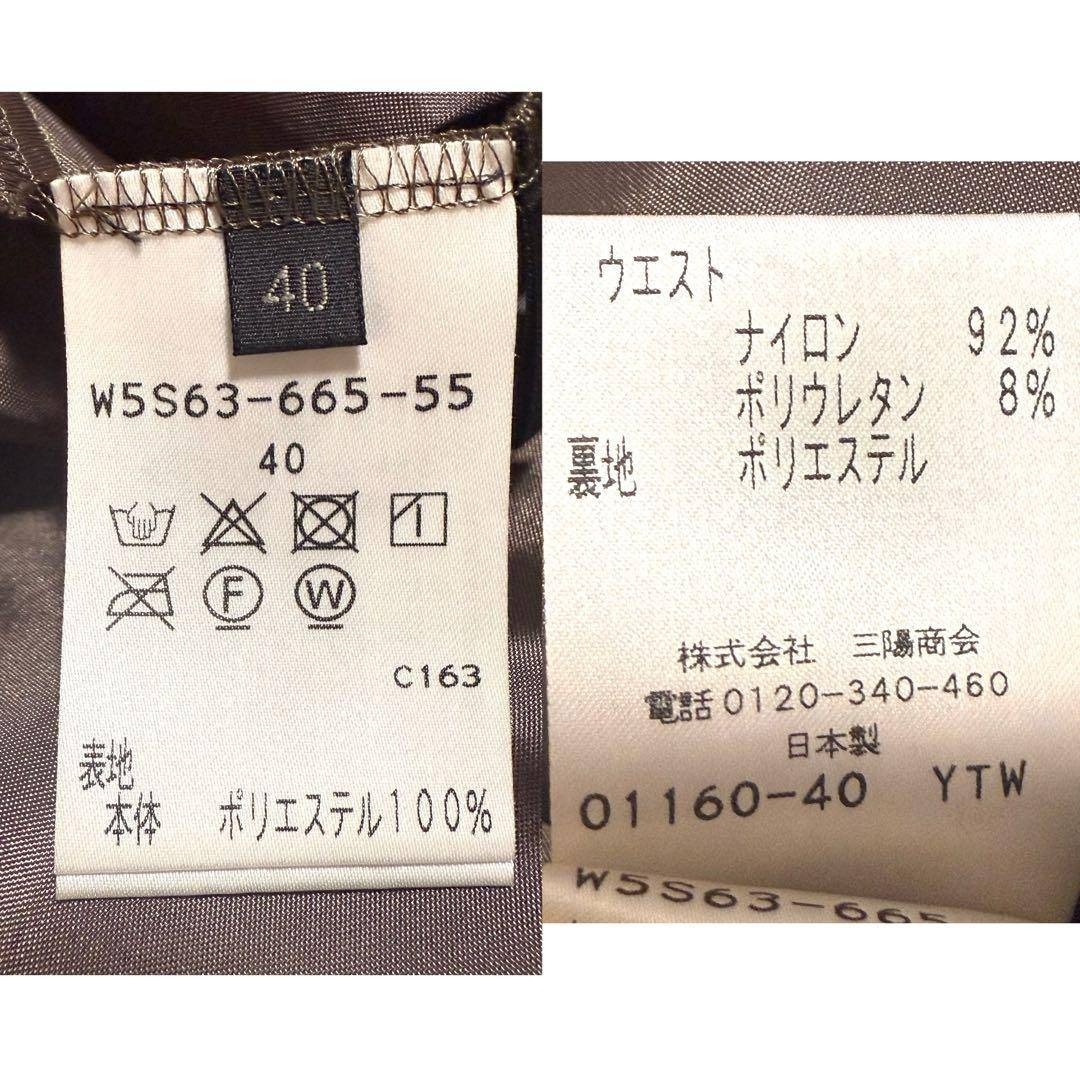 40
W5S63-665-55
40
F W
C163
表地
本体 ポリエステル100%
ウエスト
ナイロン 92%
ポリウレタン 8%
裏地 ポリエステル
株式会社 三陽商会
電話0120-340-460
日本製
01160-40 YTW
W5S63-665